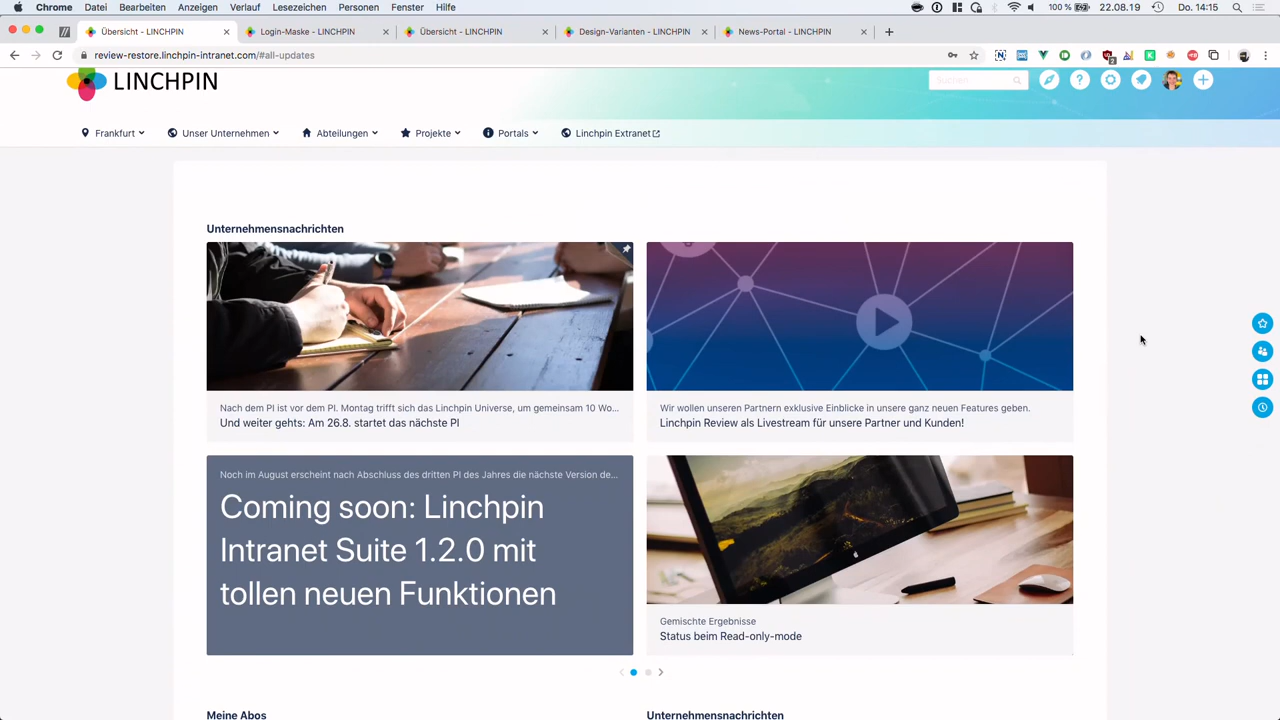 Chrome Datei Bearbeiten Anzeigen Verlauf Lesezeichen Personen Fenster Hilfe 100 % 22.08.19 Do. 14:15
Übersicht - LINCHPIN Login-Maske - LINCHPIN Übersicht - LINCHPIN Design-Varianten - LINCHPIN News-Portal - LINCHPIN
review-restore.linchpin-intranet.com/#all-updates
LINCHPIN
Frankfurt Unser Unternehmen Abteilungen Projekte Portals Linchpin Extranet
Unternehmensnachrichten
Nach dem PI ist vor dem PI. Montag trifft sich das Linchpin Universe, um gemeinsam 10 Wo...
Und weiter gehts: Am 26.8. startet das nächste PI
Wir wollen unseren Partnern exklusive Einblicke in unsere ganz neuen Features geben.
Linchpin Review als Livestream für unsere Partner und Kunden!
Noch im August erscheint nach Abschluss des dritten PI des Jahres die nächste Version de...
Coming soon: Linchpin
Intranet Suite 1.2.0 mit
tollen neuen Funktionen
Gemischte Ergebnisse
Status beim Read-only-mode
Meine Abos
Unternehmensnachrichten